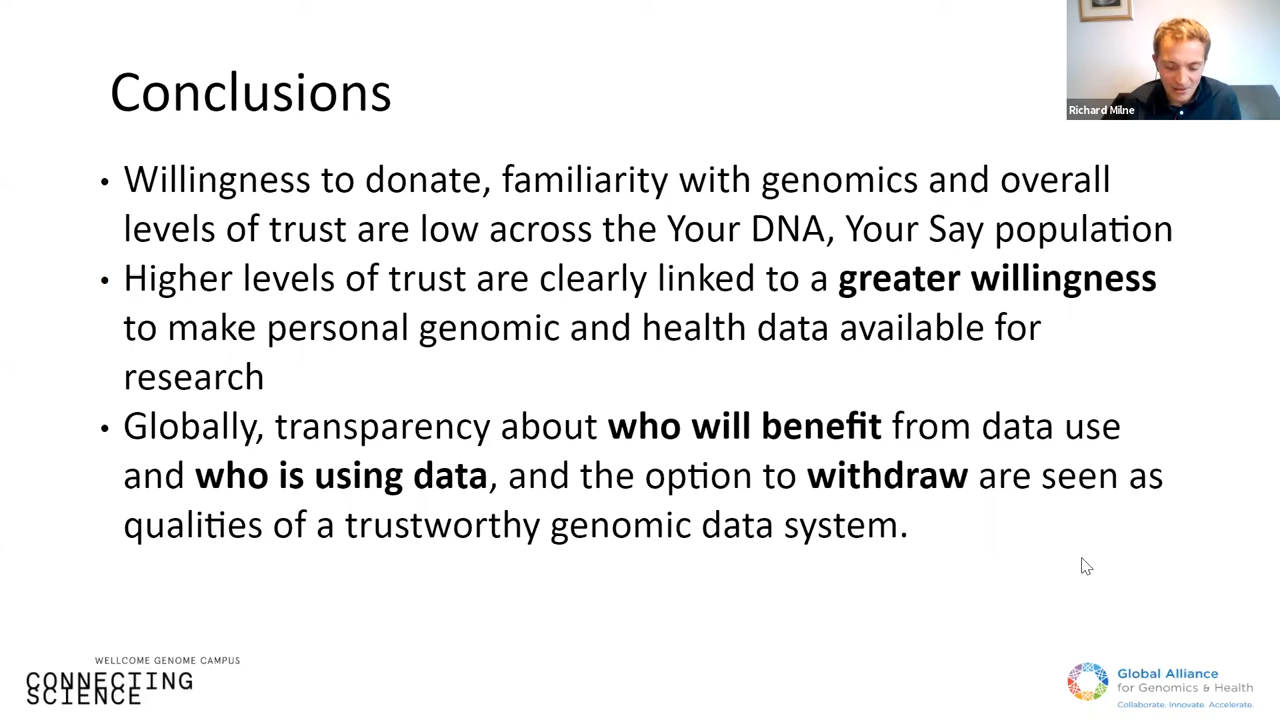 Conclusions
Richard Milne
• Willingness to donate, familiarity with genomics and overall
levels of trust are low across the Your DNA, Your Say population
• Higher levels of trust are clearly linked to a greater willingness
to make personal genomic and health data available for
research
• Globally, transparency about who will benefit from data use
and who is using data, and the option to withdraw are seen as
qualities of a trustworthy genomic data system.
WELLCOME GENOME CAMPUS
CONNECTING
SCIENCE
Global Alliance
for Genomics & Health
Collaborate. Innovate. Accelerate.